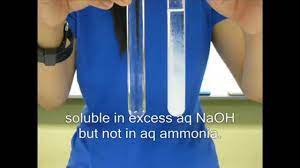 soluble in excess aq NaOH
but not in aq ammonia.